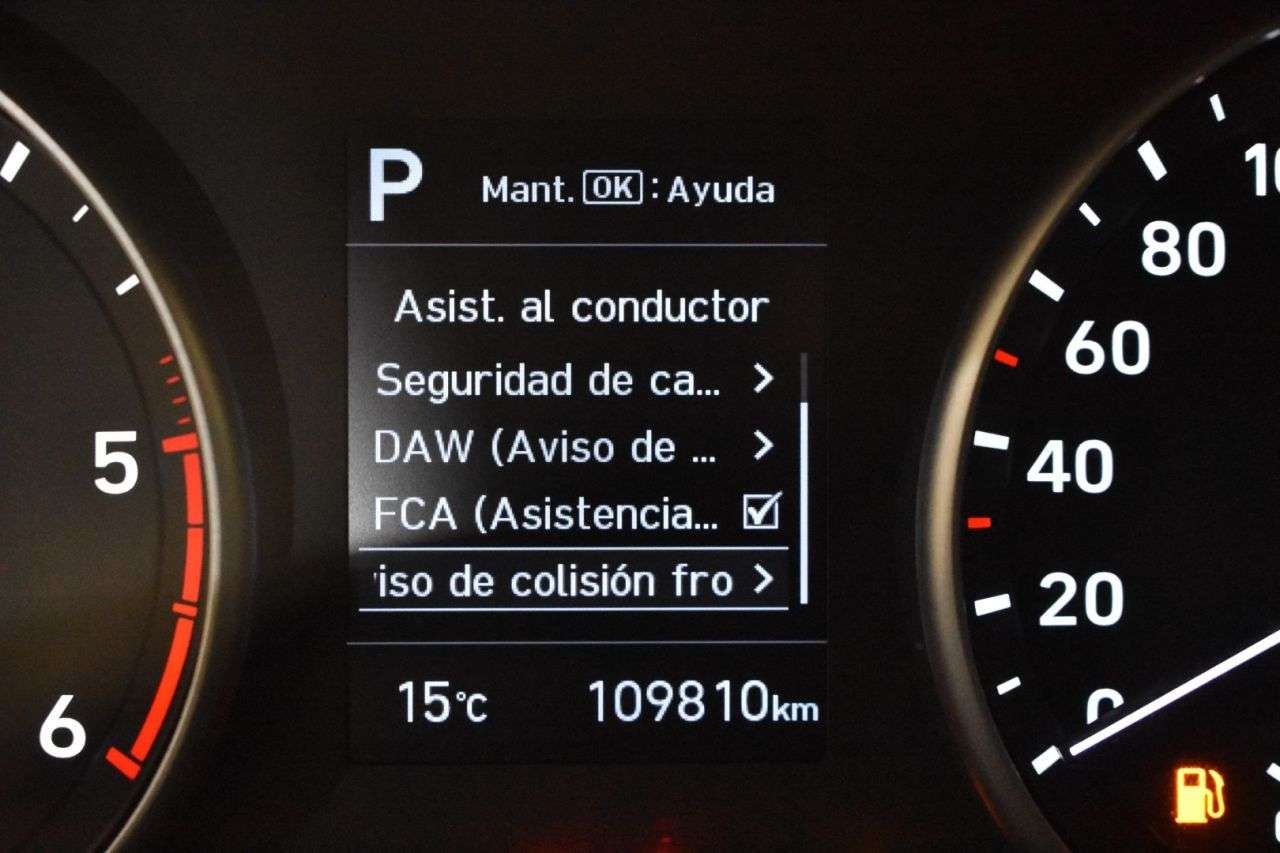 P
Mant. OK : Ayuda
Asist. al conductor
Seguridad de ca... >
DAW (Aviso de ... >
FCA (Asistencia... ☑
iso de colisión fro >
15°C 109810km
5
6
80
60
40
20
0